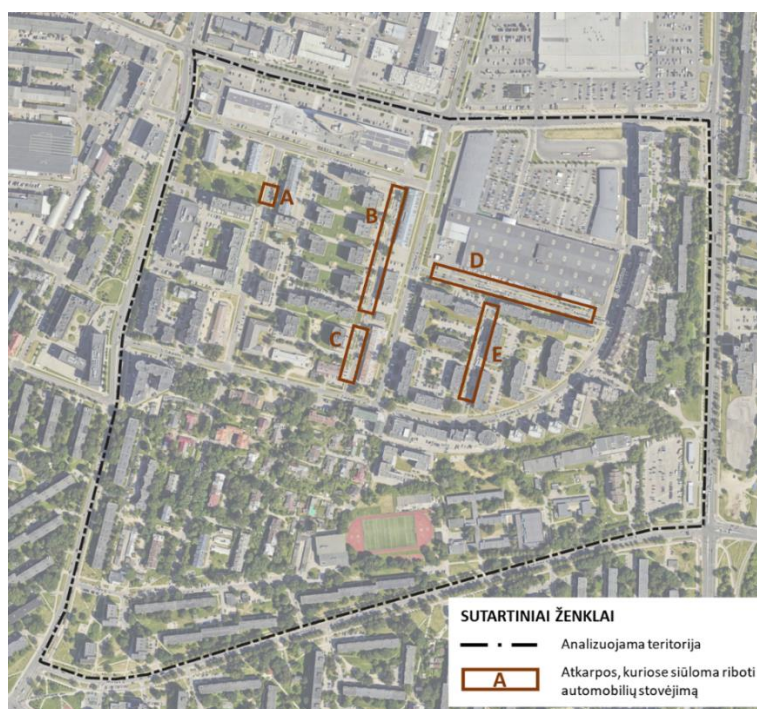 A
B
D
C
E
SUTARTINIAI ŽENKLAI
Analizuojama teritorija
A
Atkarpos, kuriose siūloma riboti
automobilių stovėjimą